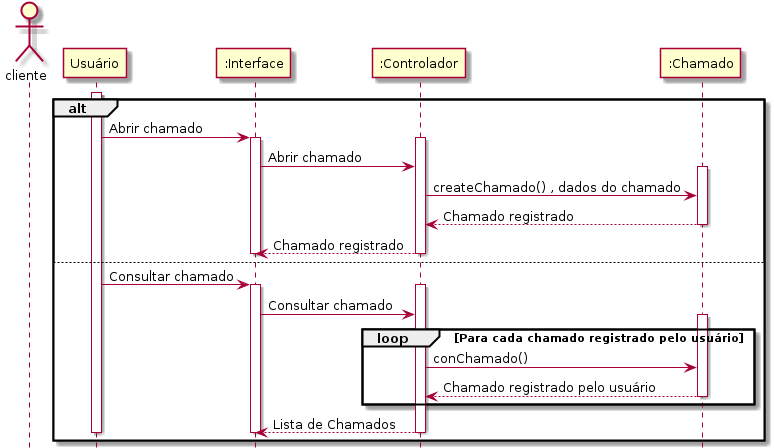 cliente
Usuário
:Interface
:Controlador
:Chamado
alt
Abrir chamado
Abrir chamado
createChamado() , dados do chamado
Chamado registrado
Chamado registrado
Consultar chamado
Consultar chamado
loop [Para cada chamado registrado pelo usuário]
conChamado()
Chamado registrado pelo usuário
Lista de Chamados